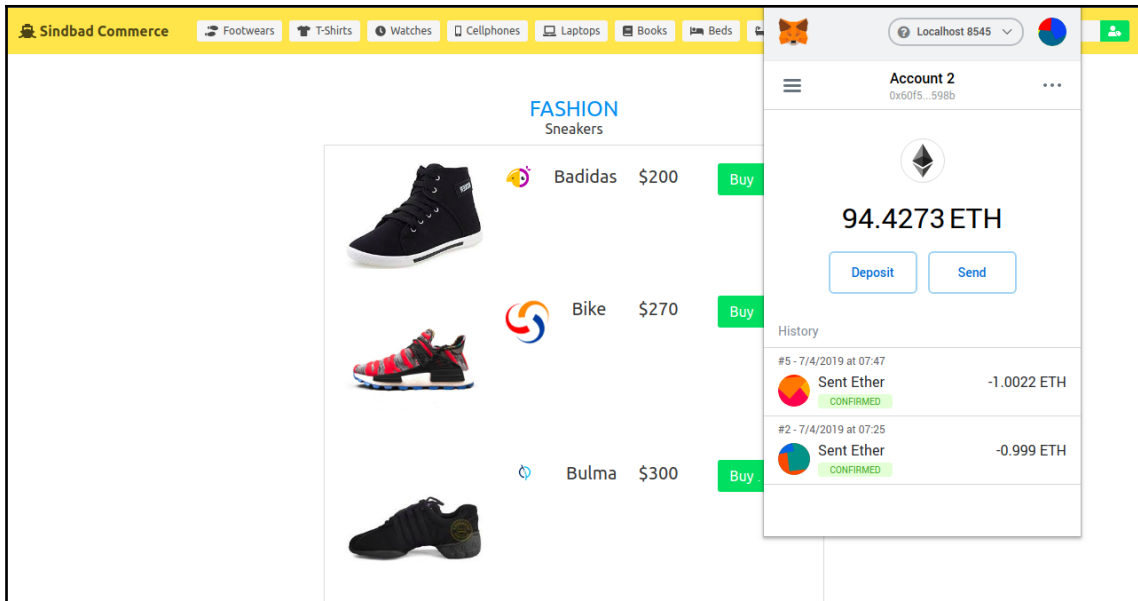 Sindbad Commerce
Footwears
T-Shirts
Watches
Cellphones
Laptops
Books
Beds
FASHION
Sneakers
Badidas $200 Buy
Bike $270 Buy
Bulma $300 Buy .
Localhost 8545
Account 2
0x60f5...598b
94.4273 ETH
Deposit Send
History
#5 - 7/4/2019 at 07:47
Sent Ether -1.0022 ETH
CONFIRMED
#2 - 7/4/2019 at 07:25
Sent Ether -0.999 ETH
CONFIRMED